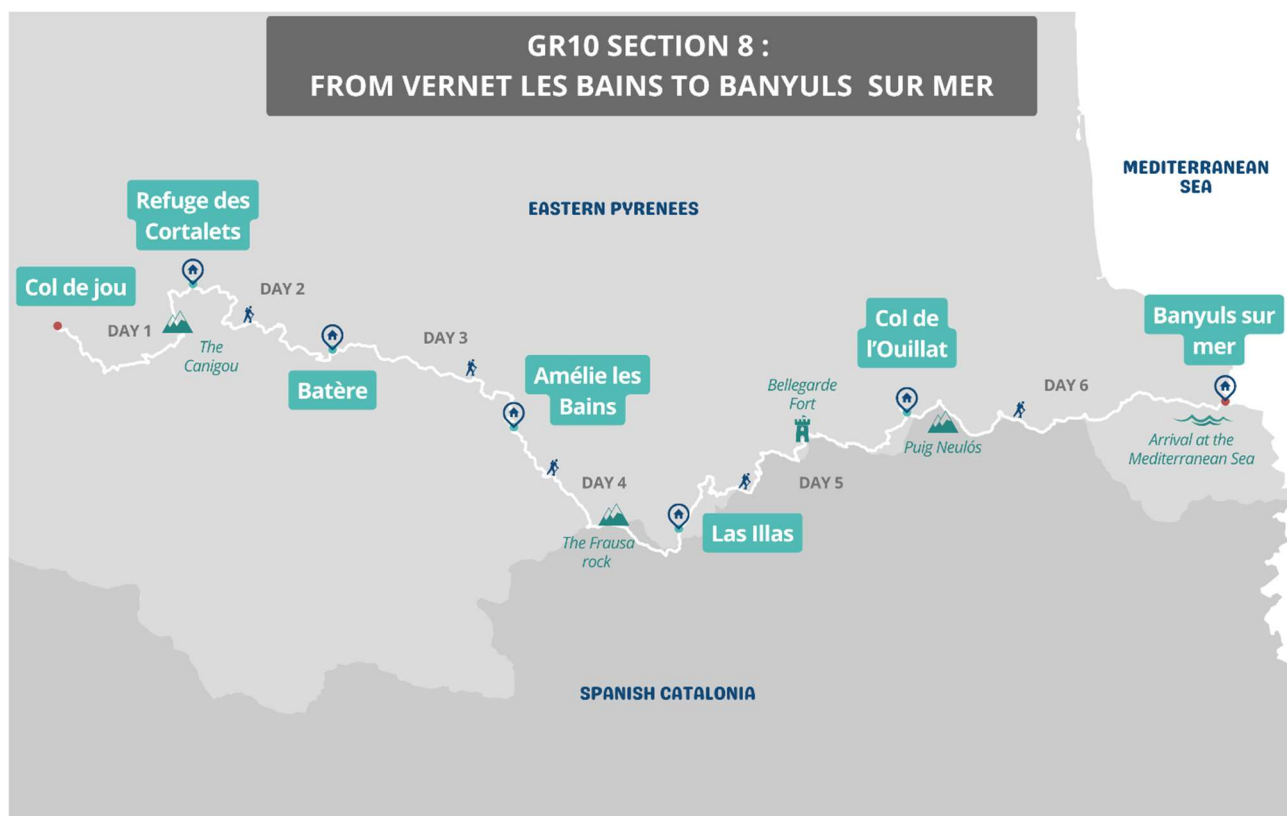 GR10 SECTION 8 :
FROM VERNET LES BAINS TO BANYULS SUR MER
MEDITERRANEAN
SEA
EASTERN PYRENEES
Refuge des
Cortalets
Col de jou
DAY 1
The
Canigou
DAY 2
Batère
DAY 3
Amélie les
Bains
DAY 4
The Frausa
rock
Las Illas
Bellegarde
Fort
DAY 5
Col de
l'Ouillat
Puig Neulós
DAY 6
Banyuls sur
mer
Arrival at the
Mediterranean Sea
SPANISH CATALONIA